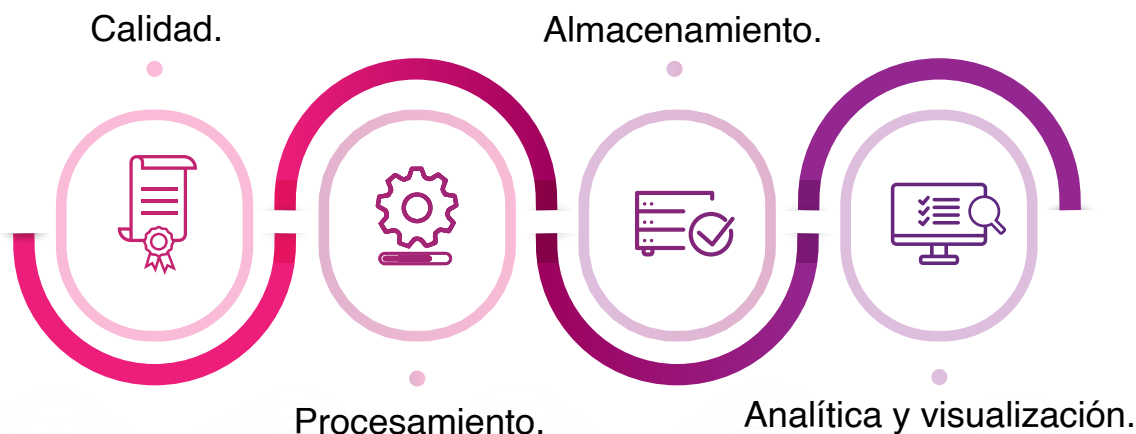 Calidad.
Almacenamiento.
Procesamiento.
Analítica y visualización.